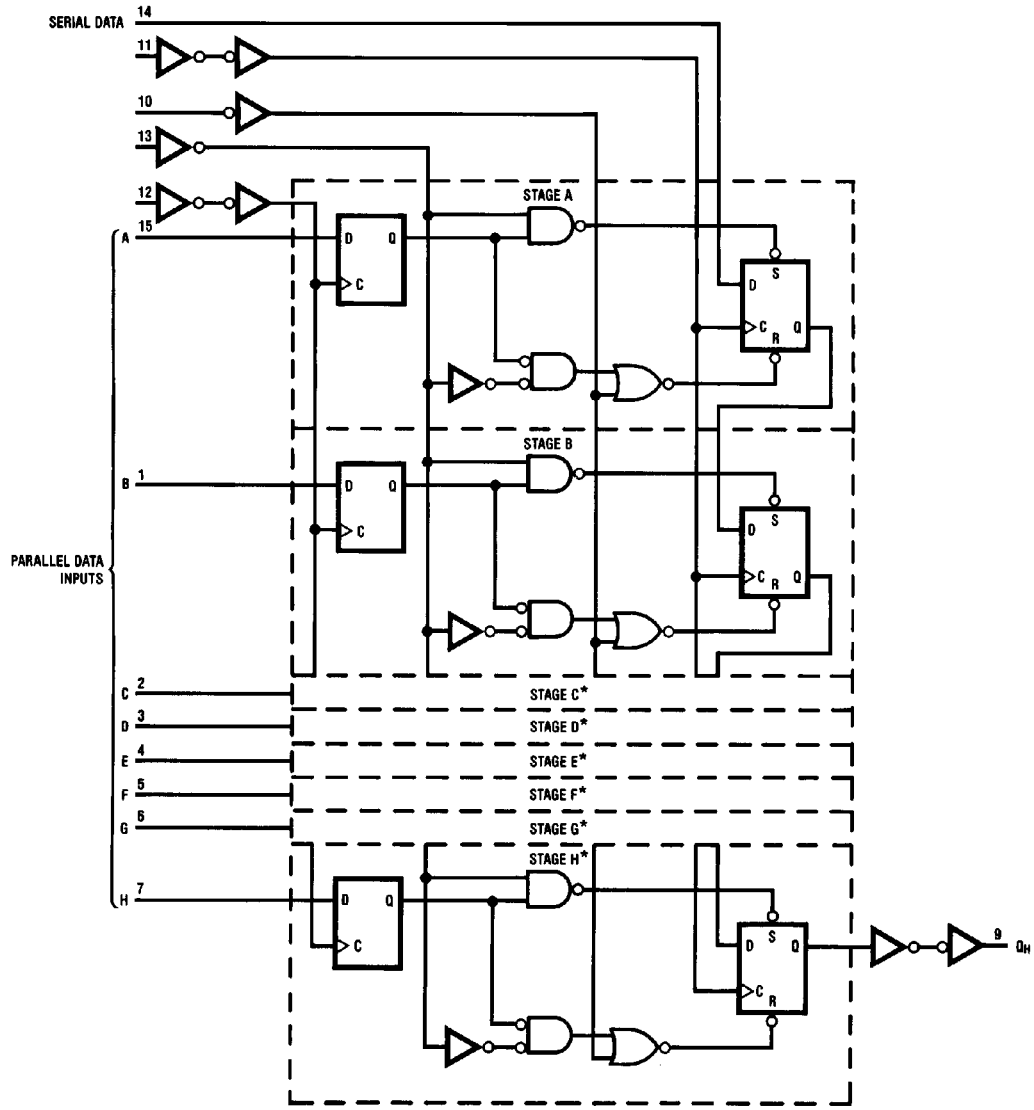 SERIAL DATA 14
11
10
13
12
STAGE A
A 15
D Q
C
S
D
C Q
R
STAGE B
B 1
D Q
C
S
D
C Q
R
PARALLEL DATA
INPUTS
C 2 STAGE C*
D 3 STAGE D*
E 4 STAGE E*
F 5 STAGE F*
G 6 STAGE G*
STAGE H*
H 7
D Q
C
S
D Q
C
R
9
QH